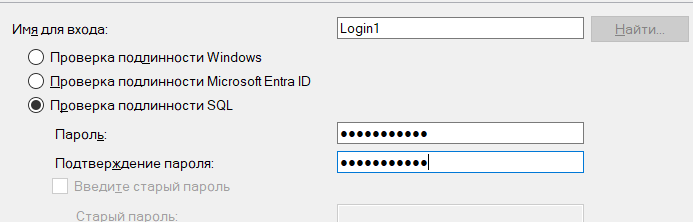 Имя для входа: Login1 Найти...
Проверка подлинности Windows
Проверка подлинности Microsoft Entra ID
Проверка подлинности SQL
Пароль: ●●●●●●●●●●●
Подтверждение пароля: ●●●●●●●●●●●
Введите старый пароль
Старый пароль: